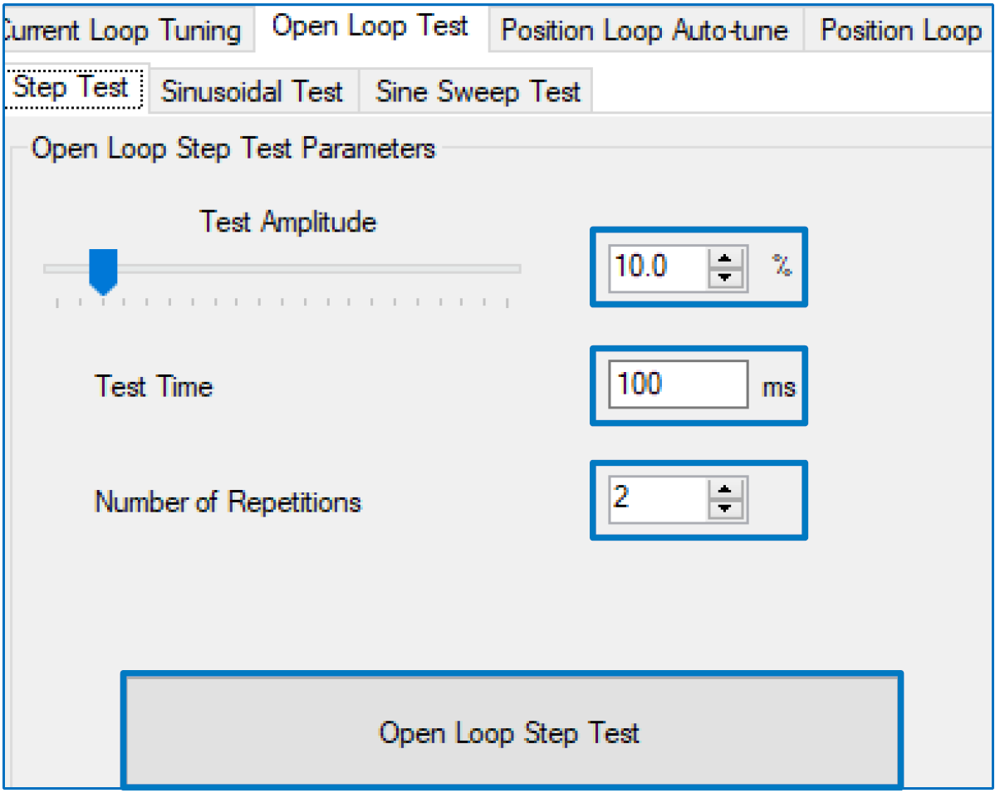 Current Loop Tuning Open Loop Test Position Loop Auto-tune Position Loop
Step Test Sinusoidal Test Sine Sweep Test
Open Loop Step Test Parameters
Test Amplitude
10.0 %
Test Time 100 ms
Number of Repetitions 2
Open Loop Step Test